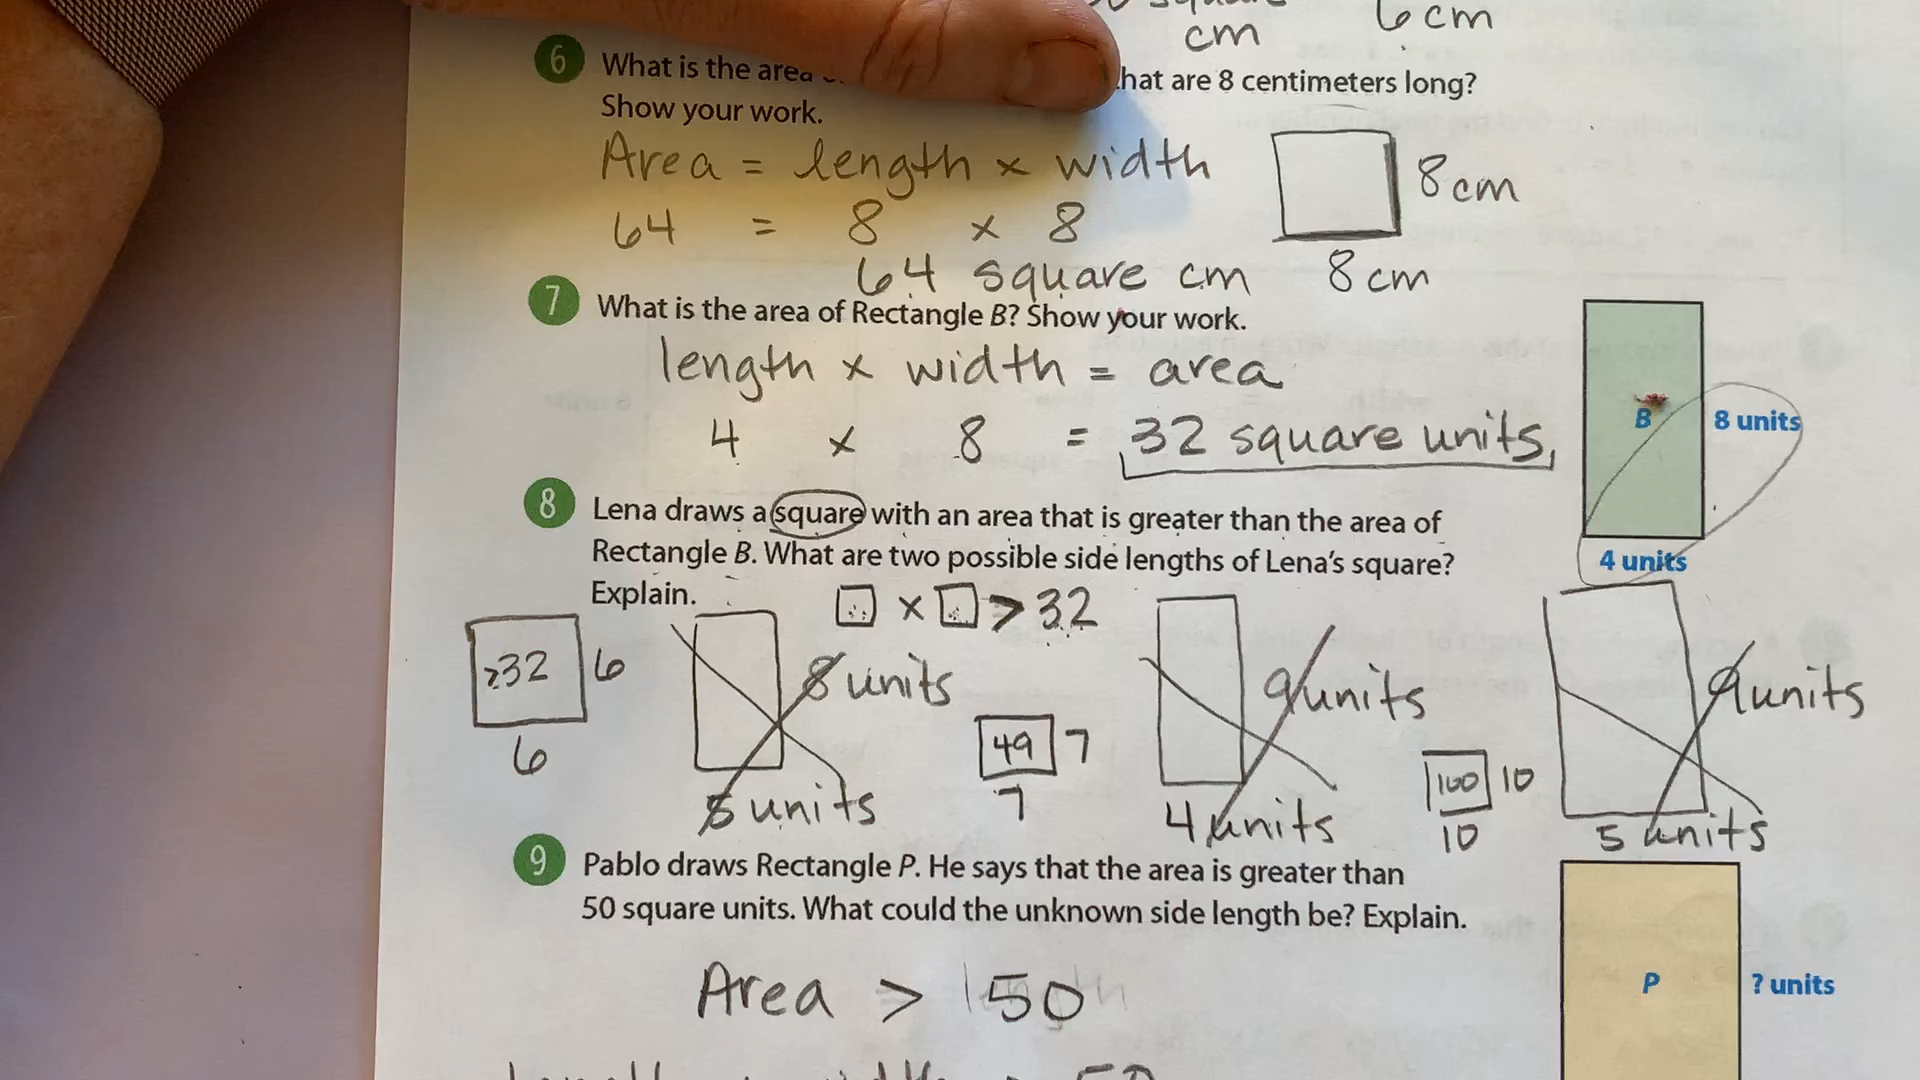 cm
6 cm
6 What is the area hat are 8 centimeters long?
Show your work.
Area = length x width
8 cm
64 = 8 x 8
64 square cm
8 cm
7 What is the area of Rectangle B? Show your work.
length x width = area
B
8 units
4 x 8 = 32 square units
4 units
8 Lena draws a square with an area that is greater than the area of
Rectangle B. What are two possible side lengths of Lena's square?
Explain.
□ x □ > 32
>32 6
6
8 units
units
49 7
7
9 units
4 units
100 10
10
9 units
5 units
9 Pablo draws Rectangle P. He says that the area is greater than
50 square units. What could the unknown side length be? Explain.
Area > 50
P
? units